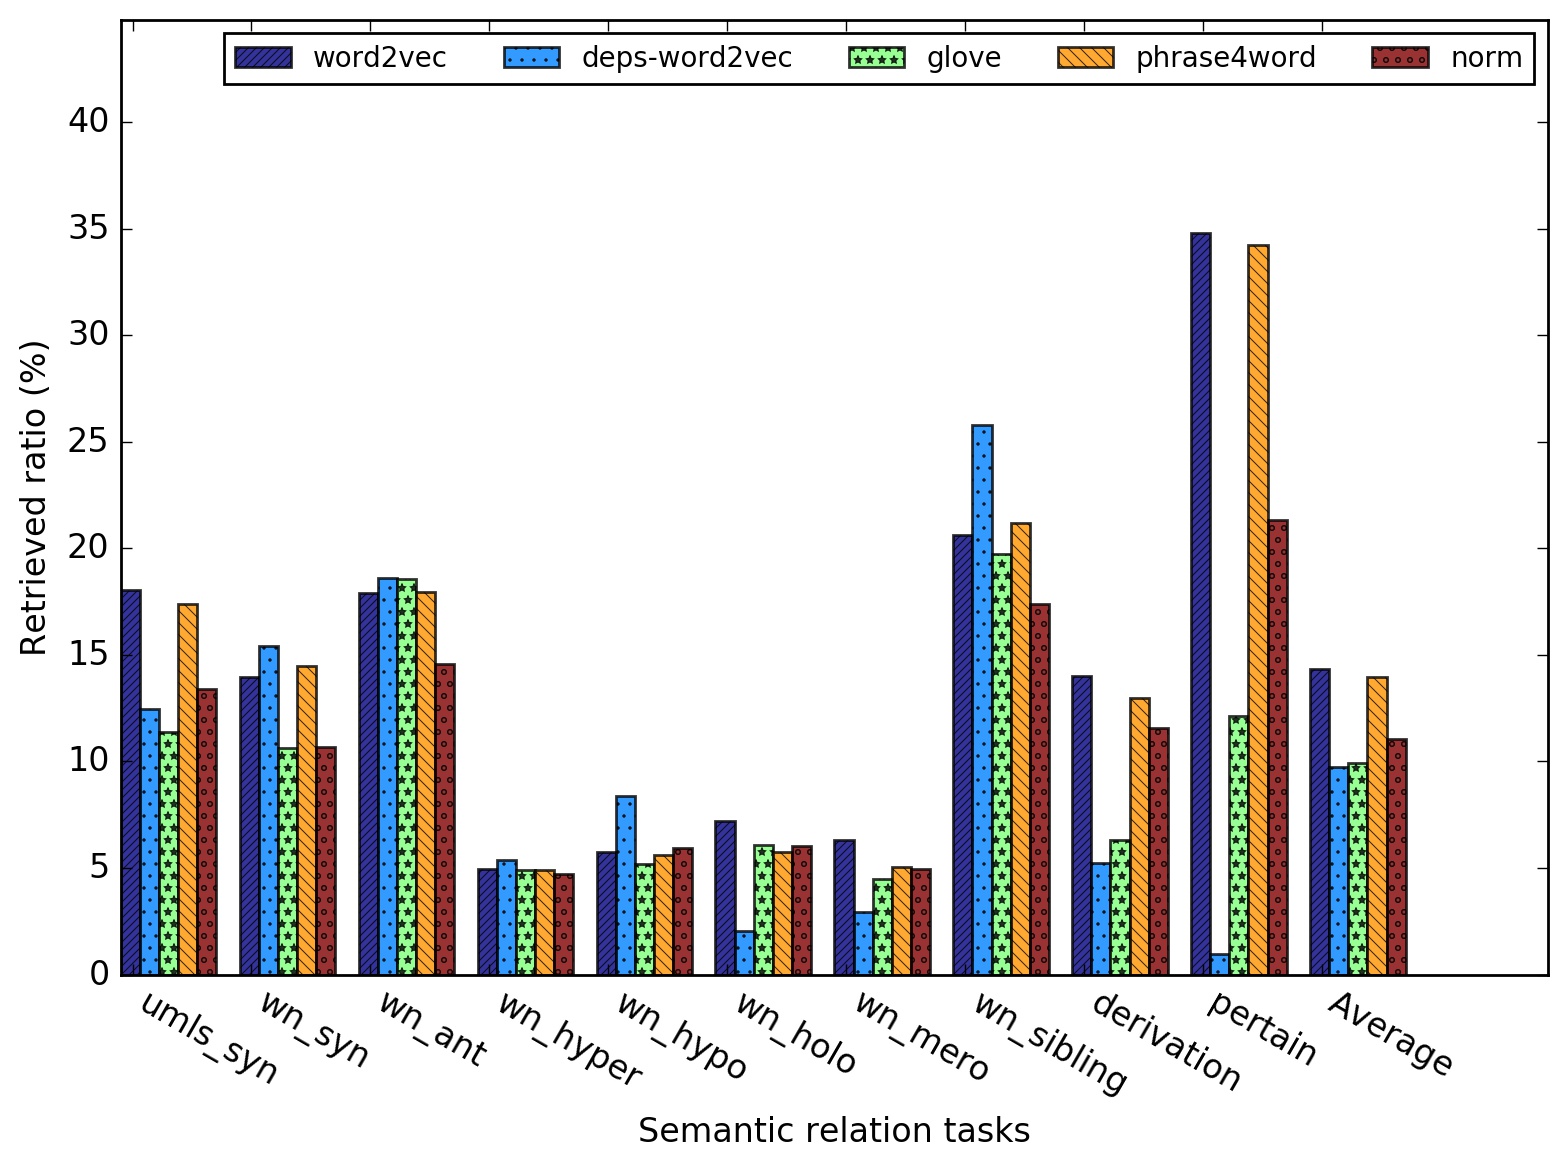 word2vec deps-word2vec glove phrase4word norm
40
35
30
25
20
15
10
5
0
Retrieved ratio (%)
umls_syn wn_syn wn_ant wn_hyper wn_hypo wn_holo wn_mero wn_sibling derivation pertain Average
Semantic relation tasks